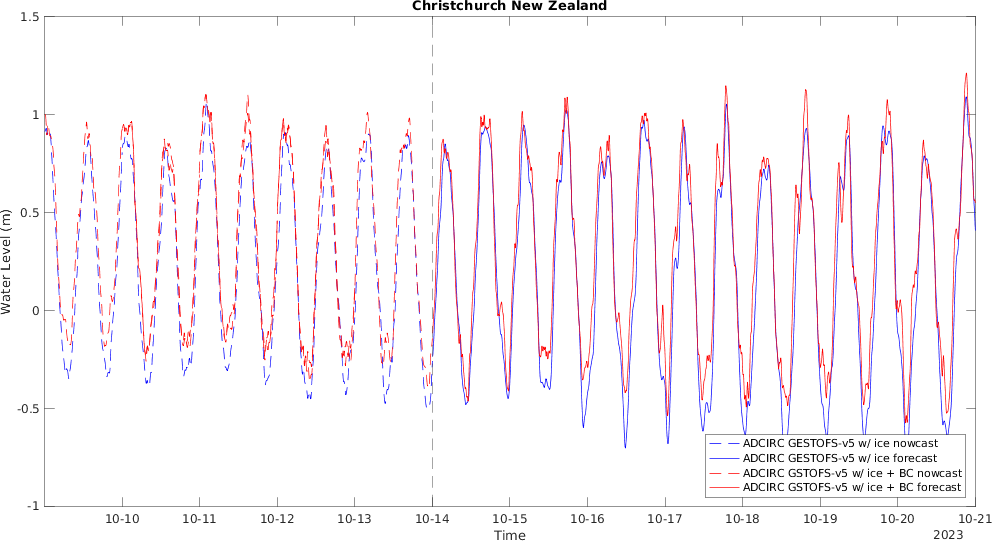 Christchurch New Zealand
1.5
1
0.5
0
-0.5
-1
Water Level (m)
ADCIRC GESTOFS-v5 w/ ice nowcast
ADCIRC GESTOFS-v5 w/ ice forecast
ADCIRC GSTOFS-v5 w/ ice + BC nowcast
ADCIRC GSTOFS-v5 w/ ice + BC forecast
10-10 10-11 10-12 10-13 10-14 10-15 10-16 10-17 10-18 10-19 10-20 10-21
Time
2023